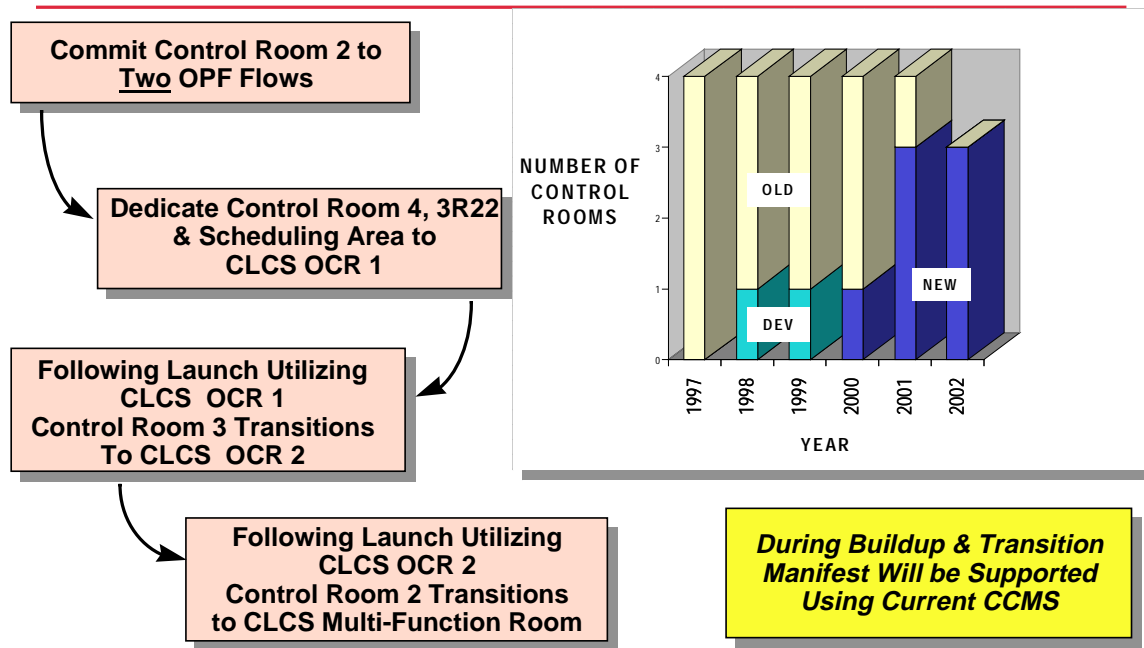 Commit Control Room 2 to
Two OPF Flows
Dedicate Control Room 4, 3R22
& Scheduling Area to
CLCS OCR 1
Following Launch Utilizing
CLCS OCR 1
Control Room 3 Transitions
To CLCS OCR 2
Following Launch Utilizing
CLCS OCR 2
Control Room 2 Transitions
to CLCS Multi-Function Room
NUMBER OF
CONTROL
ROOMS
4
3
2
1
0
OLD
DEV
NEW
1997
1998
1999
2000
2001
2002
YEAR
During Buildup & Transition
Manifest Will be Supported
Using Current CCMS